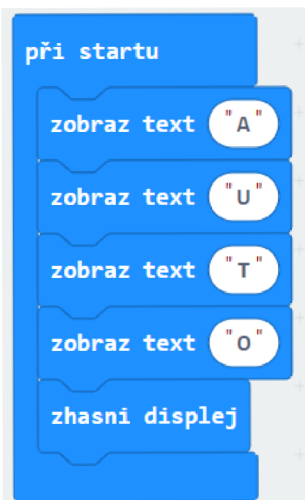 při startu
zobraz text "A"
zobraz text "U"
zobraz text "T"
zobraz text "O"
zhasni displej